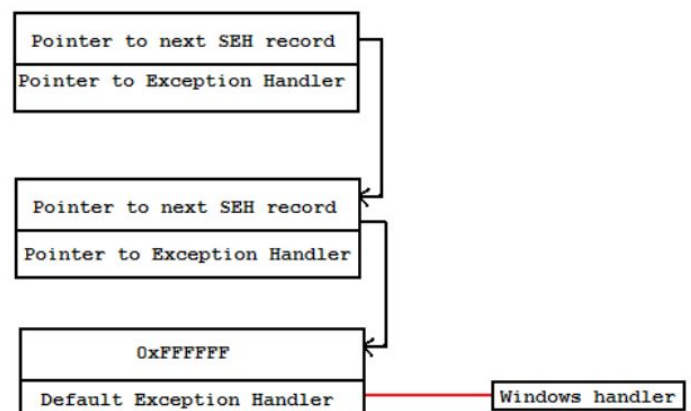 Pointer to next SEH record
Pointer to Exception Handler
Pointer to next SEH record
Pointer to Exception Handler
0xFFFFFF
Default Exception Handler
Windows handler